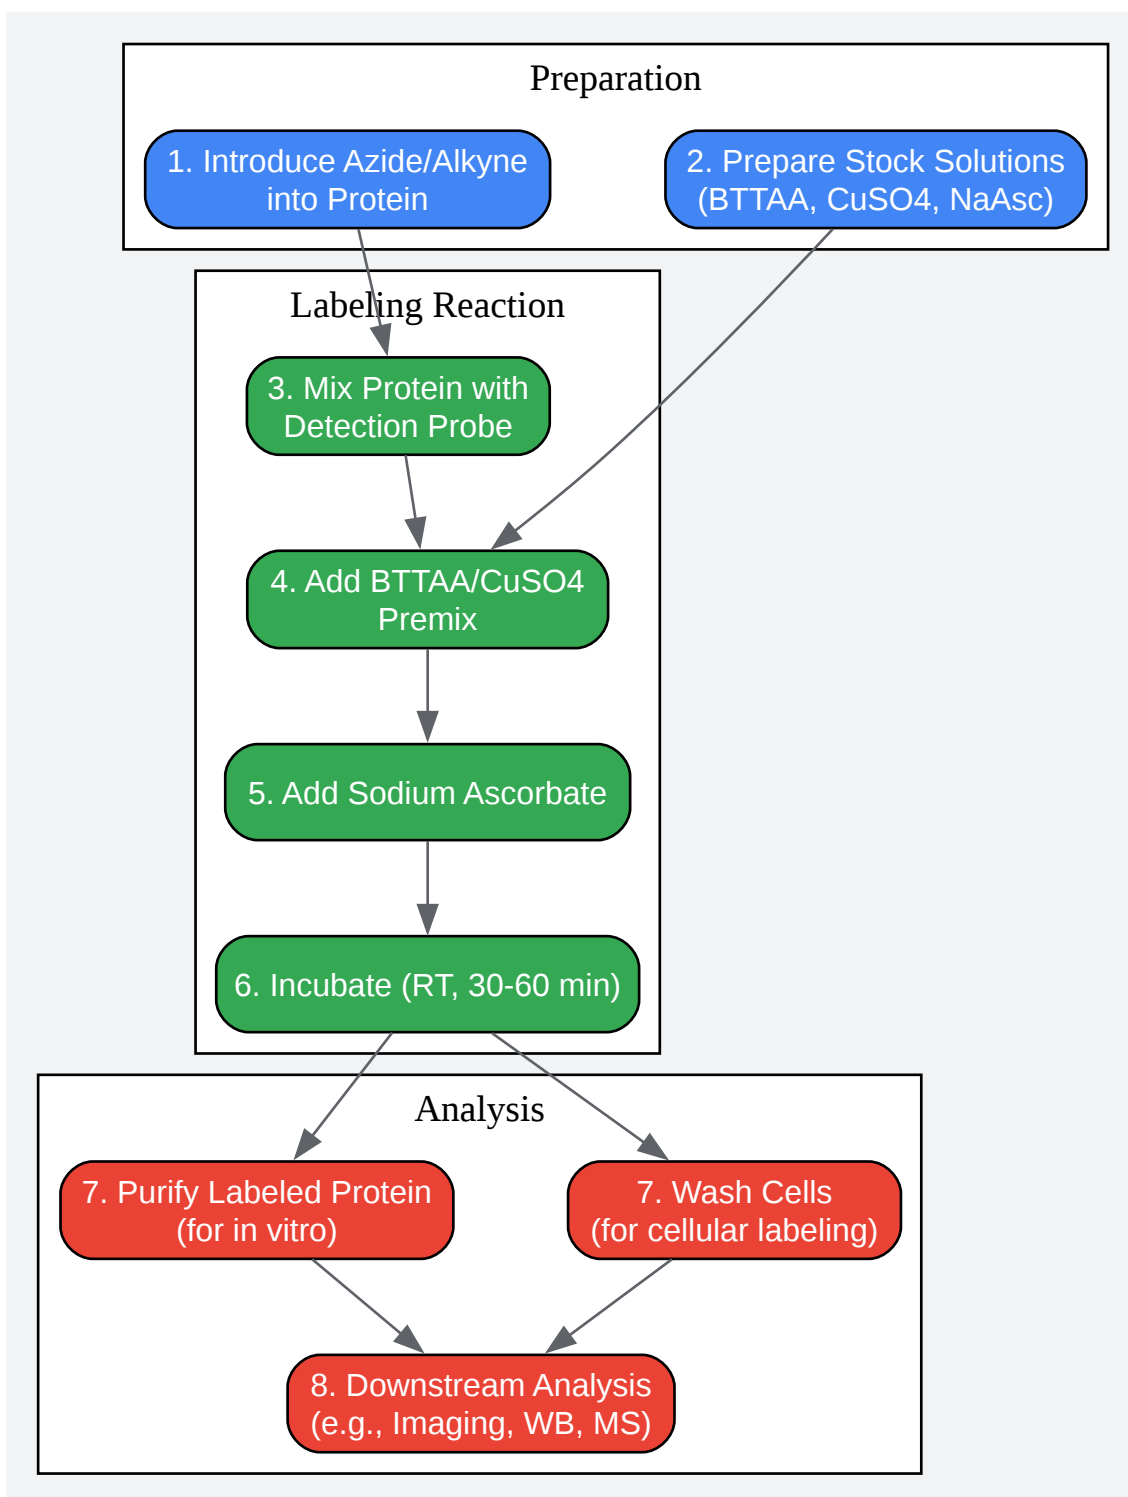 Preparation
1. Introduce Azide/Alkyne
into Protein
2. Prepare Stock Solutions
(BTTAA, CuSO4, NaAsc)
Labeling Reaction
3. Mix Protein with
Detection Probe
4. Add BTTAA/CuSO4
Premix
5. Add Sodium Ascorbate
6. Incubate (RT, 30-60 min)
Analysis
7. Purify Labeled Protein
(for in vitro)
7. Wash Cells
(for cellular labeling)
8. Downstream Analysis
(e.g., Imaging, WB, MS)